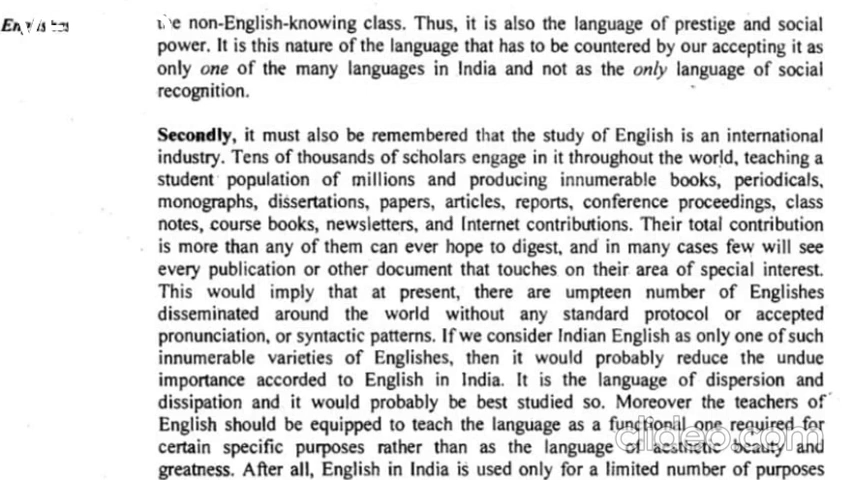 the non-English-knowing class. Thus, it is also the language of prestige and social
power. It is this nature of the language that has to be countered by our accepting it as
only one of the many languages in India and not as the only language of social
recognition.
Secondly, it must also be remembered that the study of English is an international
industry. Tens of thousands of scholars engage in it throughout the world, teaching a
student population of millions and producing innumerable books, periodicals,
monographs, dissertations, papers, articles, reports, conference proceedings, class
notes, course books, newsletters, and Internet contributions. Their total contribution
is more than any of them can ever hope to digest, and in many cases few will see
every publication or other document that touches on their area of special interest.
This would imply that at present, there are umpteen number of Englishes
disseminated around the world without any standard protocol or accepted
pronunciation, or syntactic patterns. If we consider Indian English as only one of such
innumerable varieties of Englishes, then it would probably reduce the undue
importance accorded to English in India. It is the language of dispersion and
dissipation and it would probably be best studied so. Moreover the teachers of
English should be equipped to teach the language as a functional one required for
certain specific purposes rather than as the language of aesthetic beauty and
greatness. After all, English in India is used only for a limited number of purposes
clideo.com